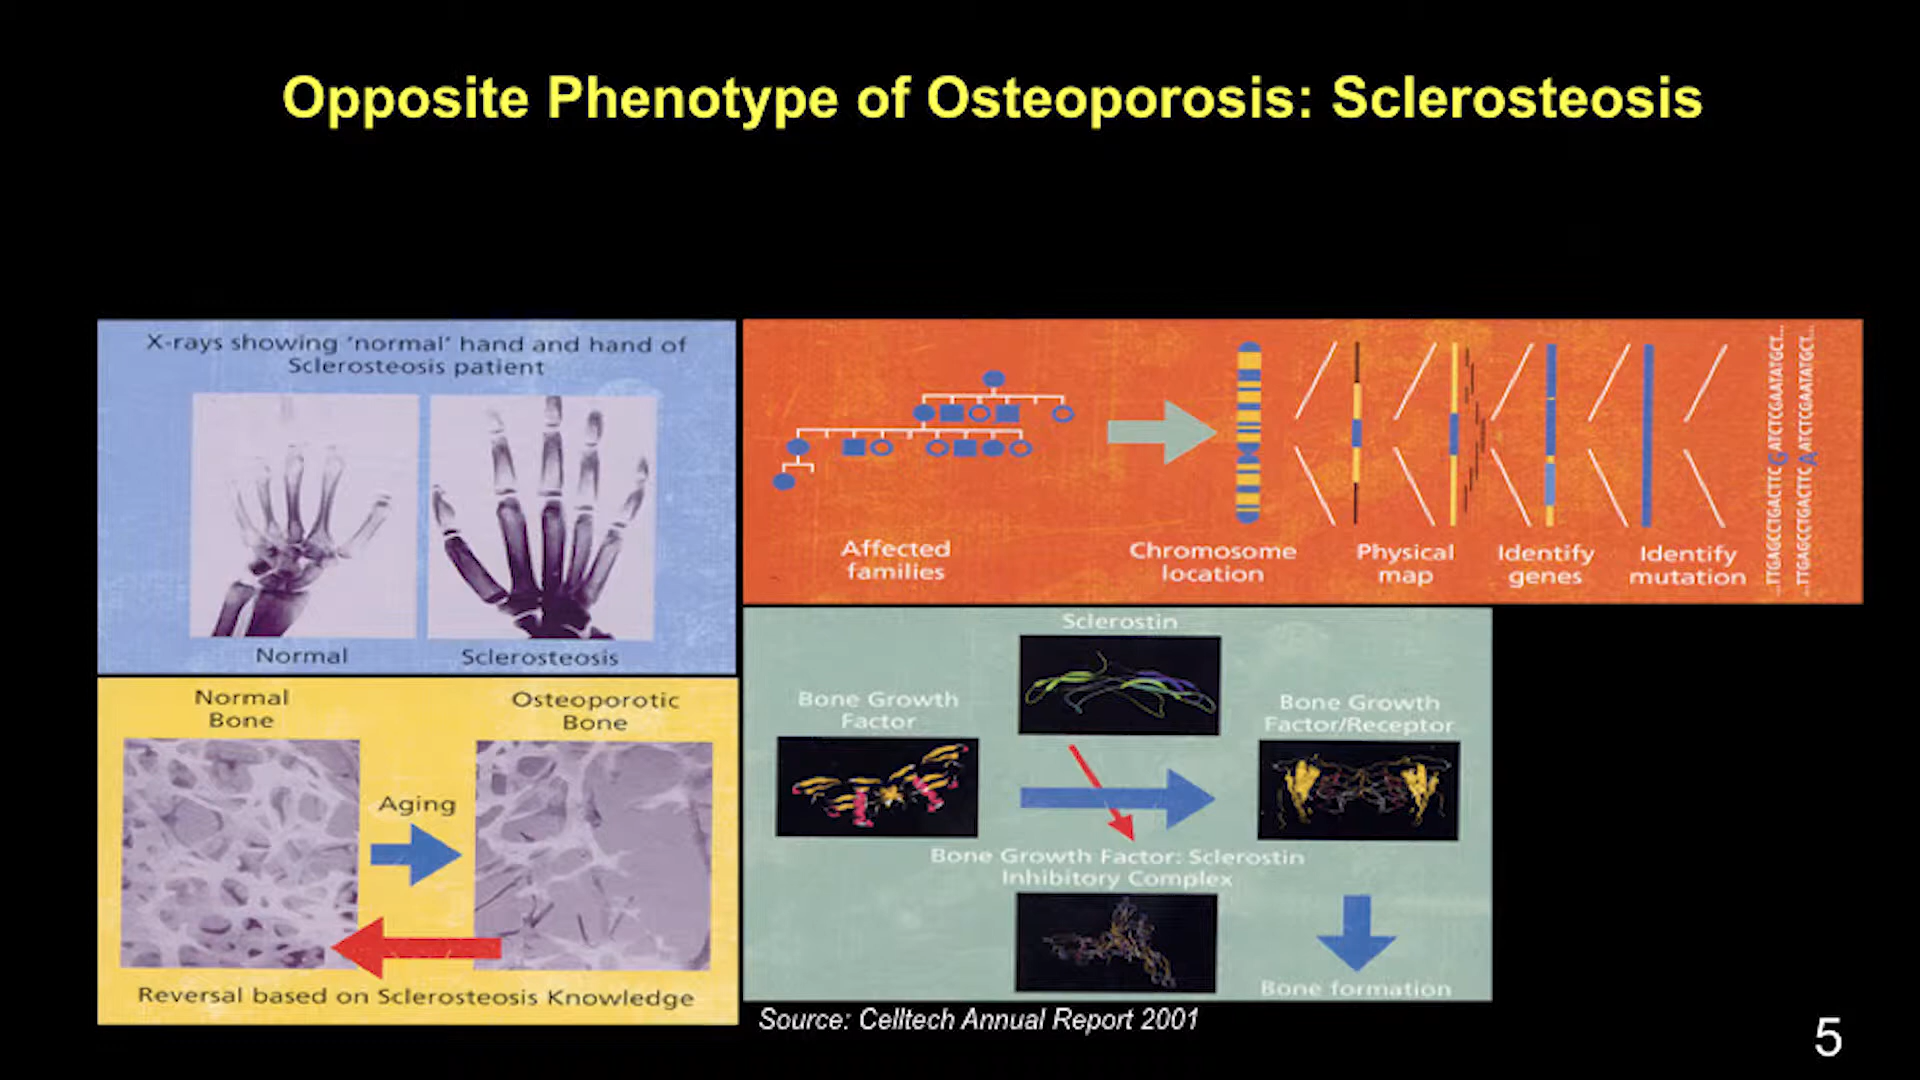 Opposite Phenotype of Osteoporosis: Sclerosteosis
X-rays showing 'normal' hand and hand of
Sclerosteosis patient
Normal
Sclerosteosis
Affected
families
Chromosome
location
Physical
map
Identify
genes
Identify
mutation
...TTGAGCCTGACTTCGATCTCGAATATGCT...
...TTGAGCCTGACTTCAATCTCGAATATGCT...
Normal
Bone
Osteoporotic
Bone
Aging
Reversal based on Sclerosteosis Knowledge
Sclerostin
Bone Growth
Factor
Bone Growth
Factor/Receptor
Bone Growth Factor: Sclerostin
Inhibitory Complex
Bone formation
Source: Celltech Annual Report 2001
5